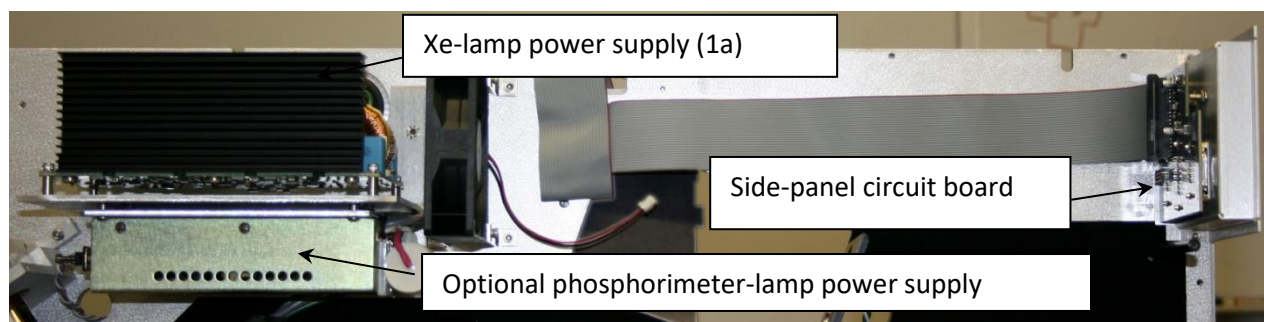 Xe-lamp power supply (1a)
Side-panel circuit board
Optional phosphorimeter-lamp power supply